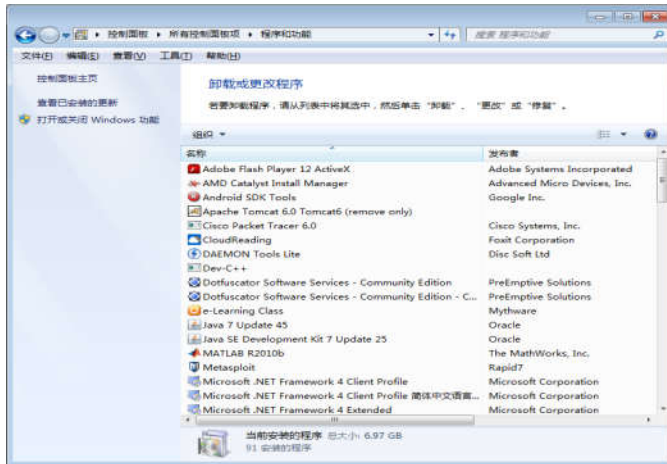 控制面板 ▸ 所有控制面板项 ▸ 程序和功能
搜索 程序和功能
文件(F) 编辑(E) 查看(V) 工具(T) 帮助(H)
控制面板主页
查看已安装的更新
打开或关闭 Windows 功能
卸载或更改程序
若要卸载程序，请从列表中将其选中，然后单击“卸载”、“更改”或“修复”。
组织
名称 发布者
Adobe Flash Player 12 ActiveX Adobe Systems Incorporated
AMD Catalyst Install Manager Advanced Micro Devices, Inc.
Android SDK Tools Google Inc.
Apache Tomcat 6.0 Tomcat6 (remove only)
Cisco Packet Tracer 6.0 Cisco Systems, Inc.
CloudReading Foxit Corporation
DAEMON Tools Lite Disc Soft Ltd
Dev-C++
Dotfuscator Software Services - Community Edition PreEmptive Solutions
Dotfuscator Software Services - Community Edition - C... PreEmptive Solutions
e-Learning Class Mythware
Java 7 Update 45 Oracle
Java SE Development Kit 7 Update 25 Oracle
MATLAB R2010b The MathWorks, Inc.
Metasploit Rapid7
Microsoft .NET Framework 4 Client Profile Microsoft Corporation
Microsoft .NET Framework 4 Client Profile 简体中文语言... Microsoft Corporation
Microsoft .NET Framework 4 Extended Microsoft Corporation
当前安装的程序 总大小: 6.97 GB
91 安装的程序